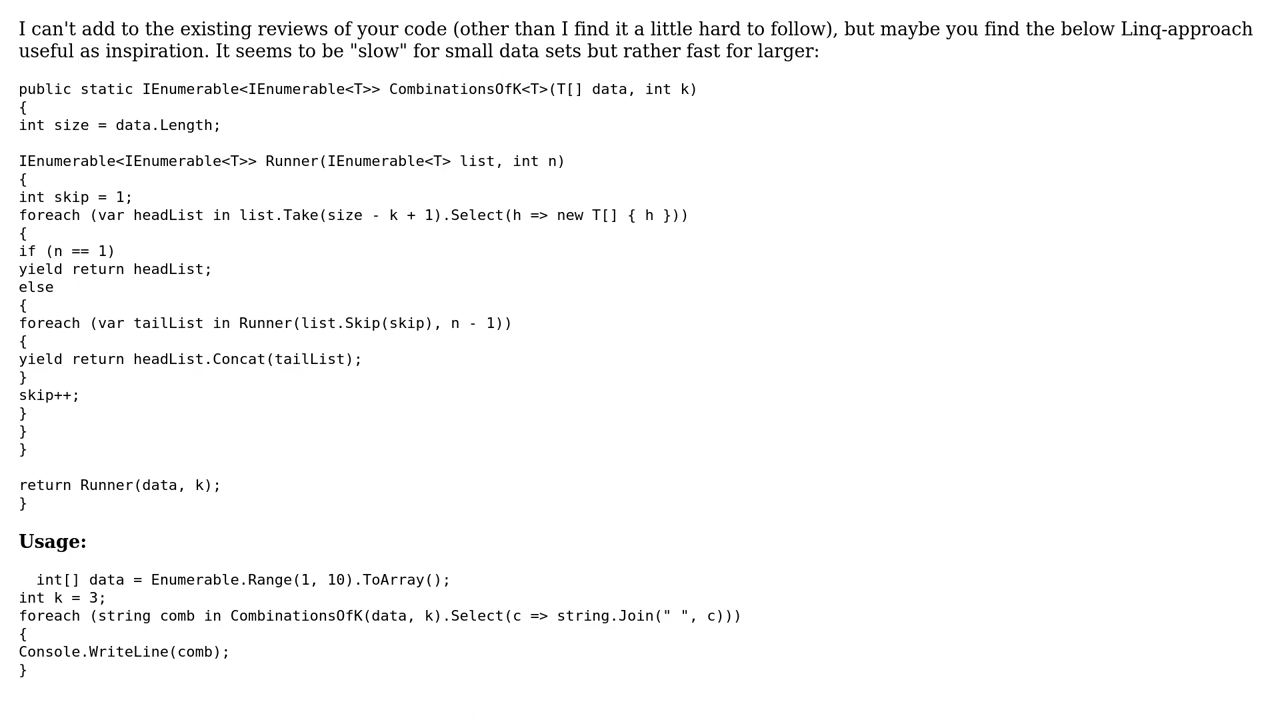 I can't add to the existing reviews of your code (other than I find it a little hard to follow), but maybe you find the below Linq-approach
useful as inspiration. It seems to be "slow" for small data sets but rather fast for larger:
public static IEnumerable<IEnumerable<T>> CombinationsOfK<T>(T[] data, int k)
{
int size = data.Length;
IEnumerable<IEnumerable<T>> Runner(IEnumerable<T> list, int n)
{
int skip = 1;
foreach (var headList in list.Take(size - k + 1).Select(h => new T[] { h }))
{
if (n == 1)
yield return headList;
else
{
foreach (var tailList in Runner(list.Skip(skip), n - 1))
{
yield return headList.Concat(tailList);
}
skip++;
}
}
}
return Runner(data, k);
}
Usage:
int[] data = Enumerable.Range(1, 10).ToArray();
int k = 3;
foreach (string comb in CombinationsOfK(data, k).Select(c => string.Join(" ", c)))
{
Console.WriteLine(comb);
}